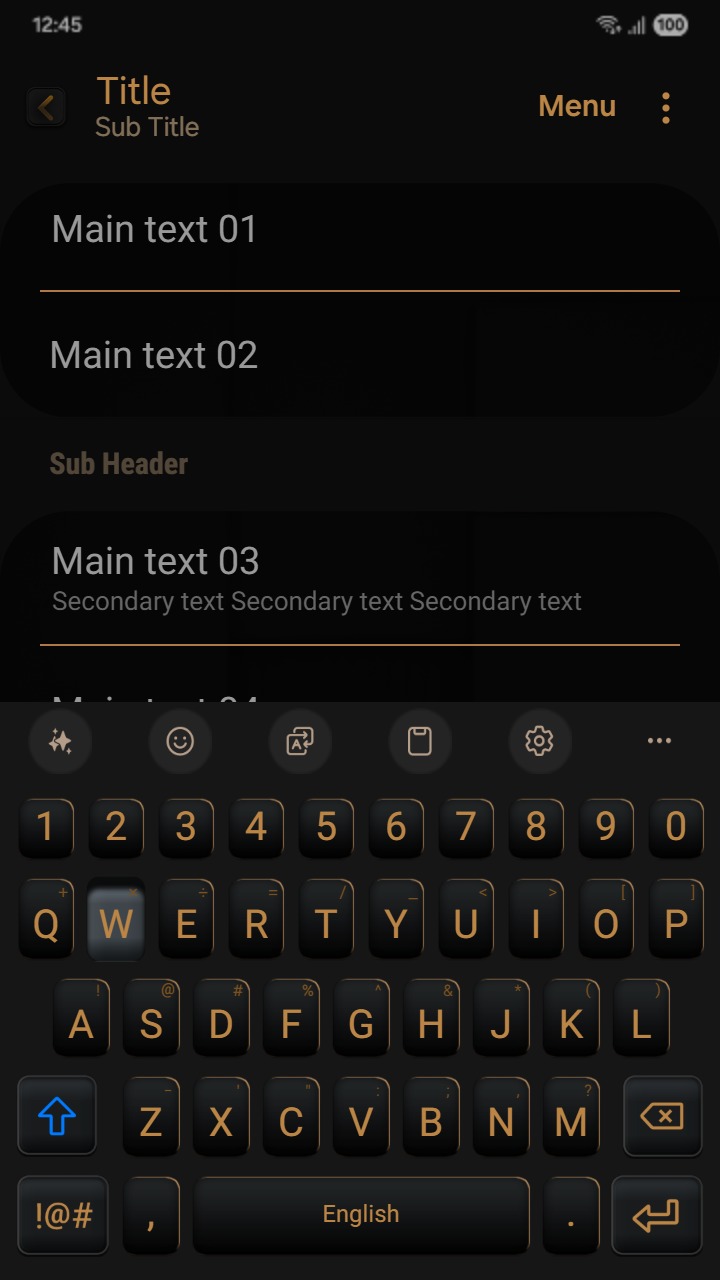 12:45 100
Title
Sub Title
Menu
Main text 01
Main text 02
Sub Header
Main text 03
Secondary text Secondary text Secondary text
1 2 3 4 5 6 7 8 9 0
+ × ÷ = / _ < > [ ]
Q W E R T Y U I O P
! @ # % ^ & * ( )
A S D F G H J K L
- ' " : ; , ?
Z X C V B N M
!@# , English .